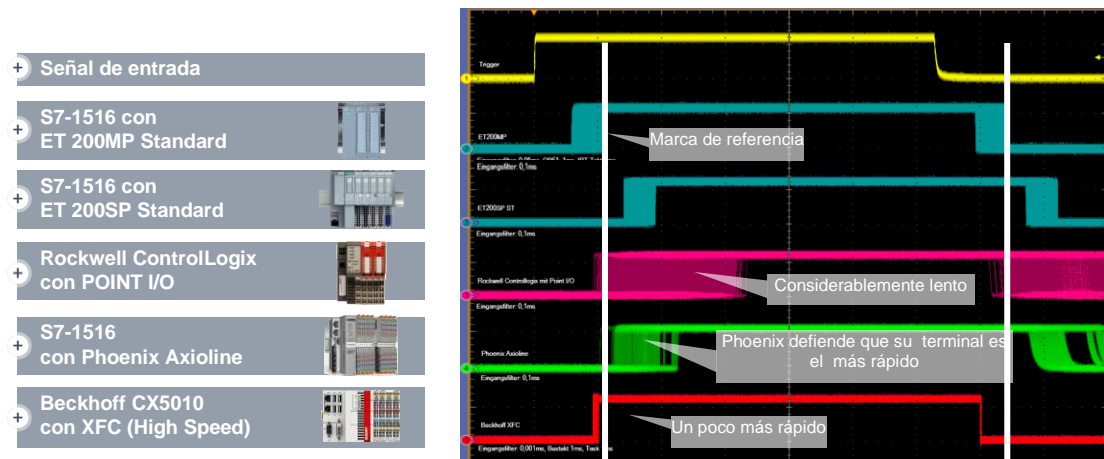 Señal de entrada
S7-1516 con
ET 200MP Standard
S7-1516 con
ET 200SP Standard
Rockwell ControlLogix
con POINT I/O
S7-1516
con Phoenix Axioline
Beckhoff CX5010
con XFC (High Speed)
Trigger
ET200MP
Marca de referencia
Eingangsfilter: 0,1ms
ET200SP ST
Eingangsfilter: 0,1ms
Rockwell Controllogix mit Point I/O
Considerablemente lento
Eingangsfilter: 0,1ms
Phoenix Axioline
Phoenix defiende que su terminal es
el más rápido
Eingangsfilter: 0,1ms
Beckhoff XFC
Un poco más rápido
Eingangsfilter: 0,001ms, Bustakt 1ms, Task